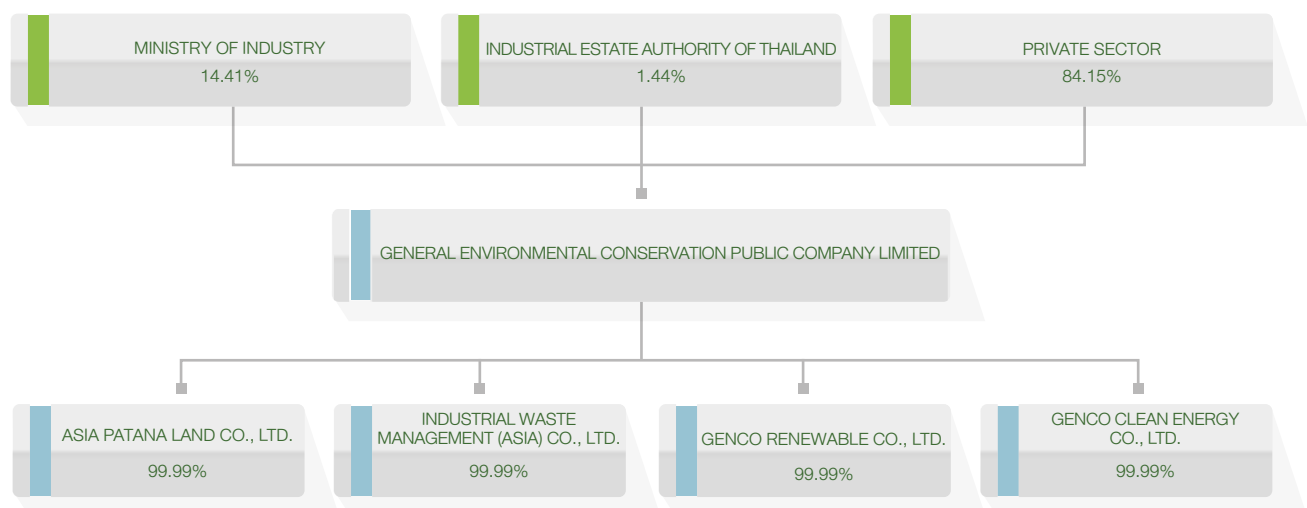 MINISTRY OF INDUSTRY
14.41%
INDUSTRIAL ESTATE AUTHORITY OF THAILAND
1.44%
PRIVATE SECTOR
84.15%
GENERAL ENVIRONMENTAL CONSERVATION PUBLIC COMPANY LIMITED
ASIA PATANA LAND CO., LTD.
99.99%
INDUSTRIAL WASTE
MANAGEMENT (ASIA) CO., LTD.
99.99%
GENCO RENEWABLE CO., LTD.
99.99%
GENCO CLEAN ENERGY
CO., LTD.
99.99%